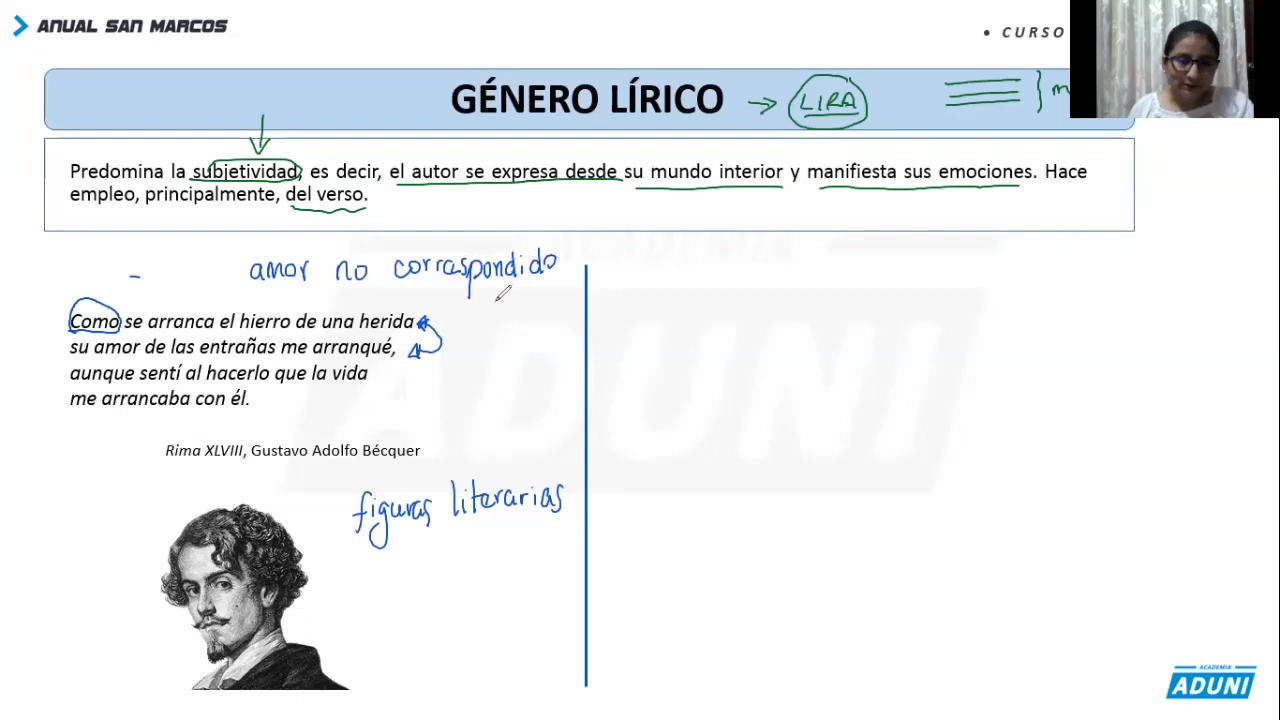 ANUAL SAN MARCOS
• CURSO
GÉNERO LÍRICO → LIRA
Predomina la subjetividad, es decir, el autor se expresa desde su mundo interior y manifiesta sus emociones. Hace
empleo, principalmente, del verso.
- amor no correspondido
Como se arranca el hierro de una herida
su amor de las entrañas me arranqué,
aunque sentí al hacerlo que la vida
me arrancaba con él.
Rima XLVIII, Gustavo Adolfo Bécquer
figuras literarias
ACADEMIA
ADUNI
ACADEMIA
ADUNI